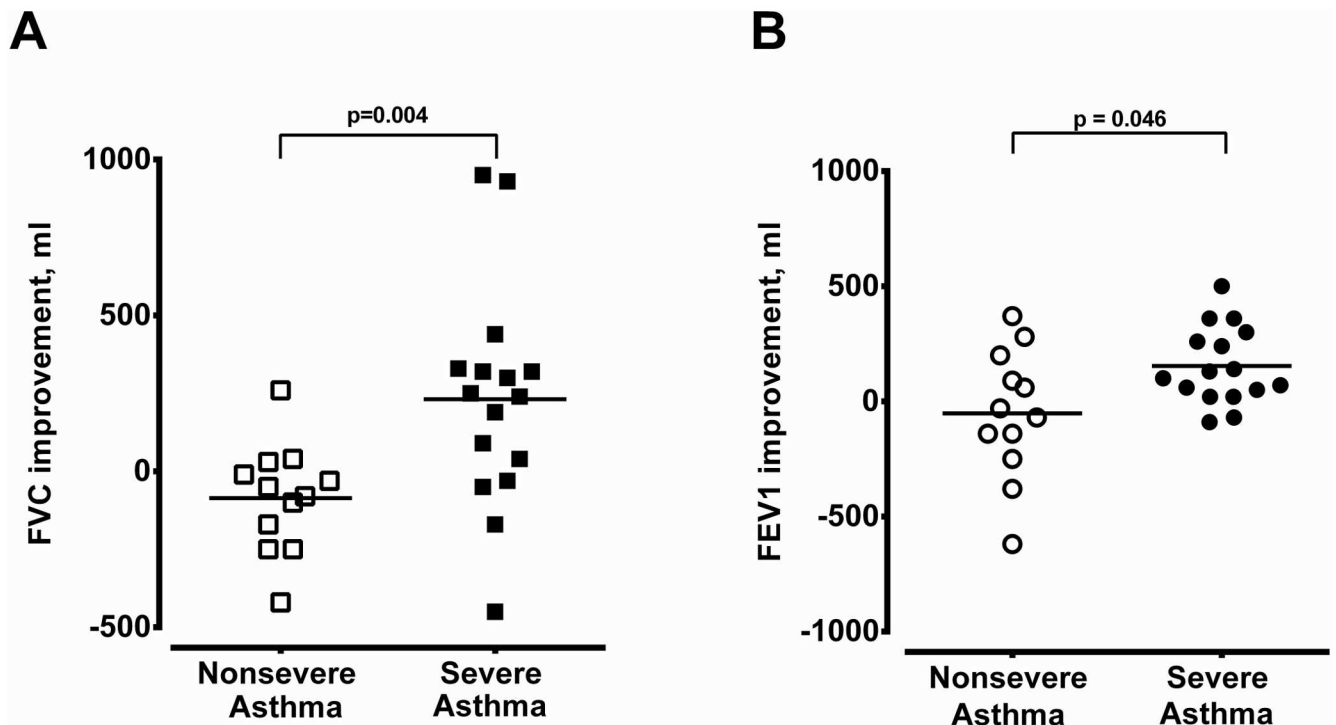 A
p=0.004
FVC improvement, ml
1000
500
0
-500
Nonsevere
Asthma
Severe
Asthma
B
p = 0.046
FEV1 improvement, ml
1000
500
0
-500
-1000
Nonsevere
Asthma
Severe
Asthma